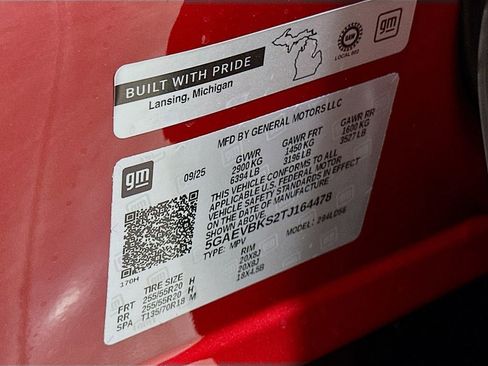 BUILT WITH PRIDE
Lansing, Michigan
UAW
LOCAL 602
gm
gm
09/25
MFD BY GENERAL MOTORS LLC
GVWR GAWR FRT GAWR RR
2900 KG 1450 KG 1600 KG
6394 LB 3196 LB 3527 LB
THIS VEHICLE CONFORMS TO ALL
APPLICABLE U.S. FEDERAL MOTOR
VEHICLE SAFETY STANDARDS IN EFFECT
ON THE DATE OF MANUFACTURE
SHOWN ABOVE
5GAEVBKS2TJ164478
TYPE: MPV MODEL:
170H
TIRE SIZE RIM
FRT 255/55R20 H 20X8J
RR 255/55R20 H 20X8J
SPA T135/70R18 M 18X4.5B